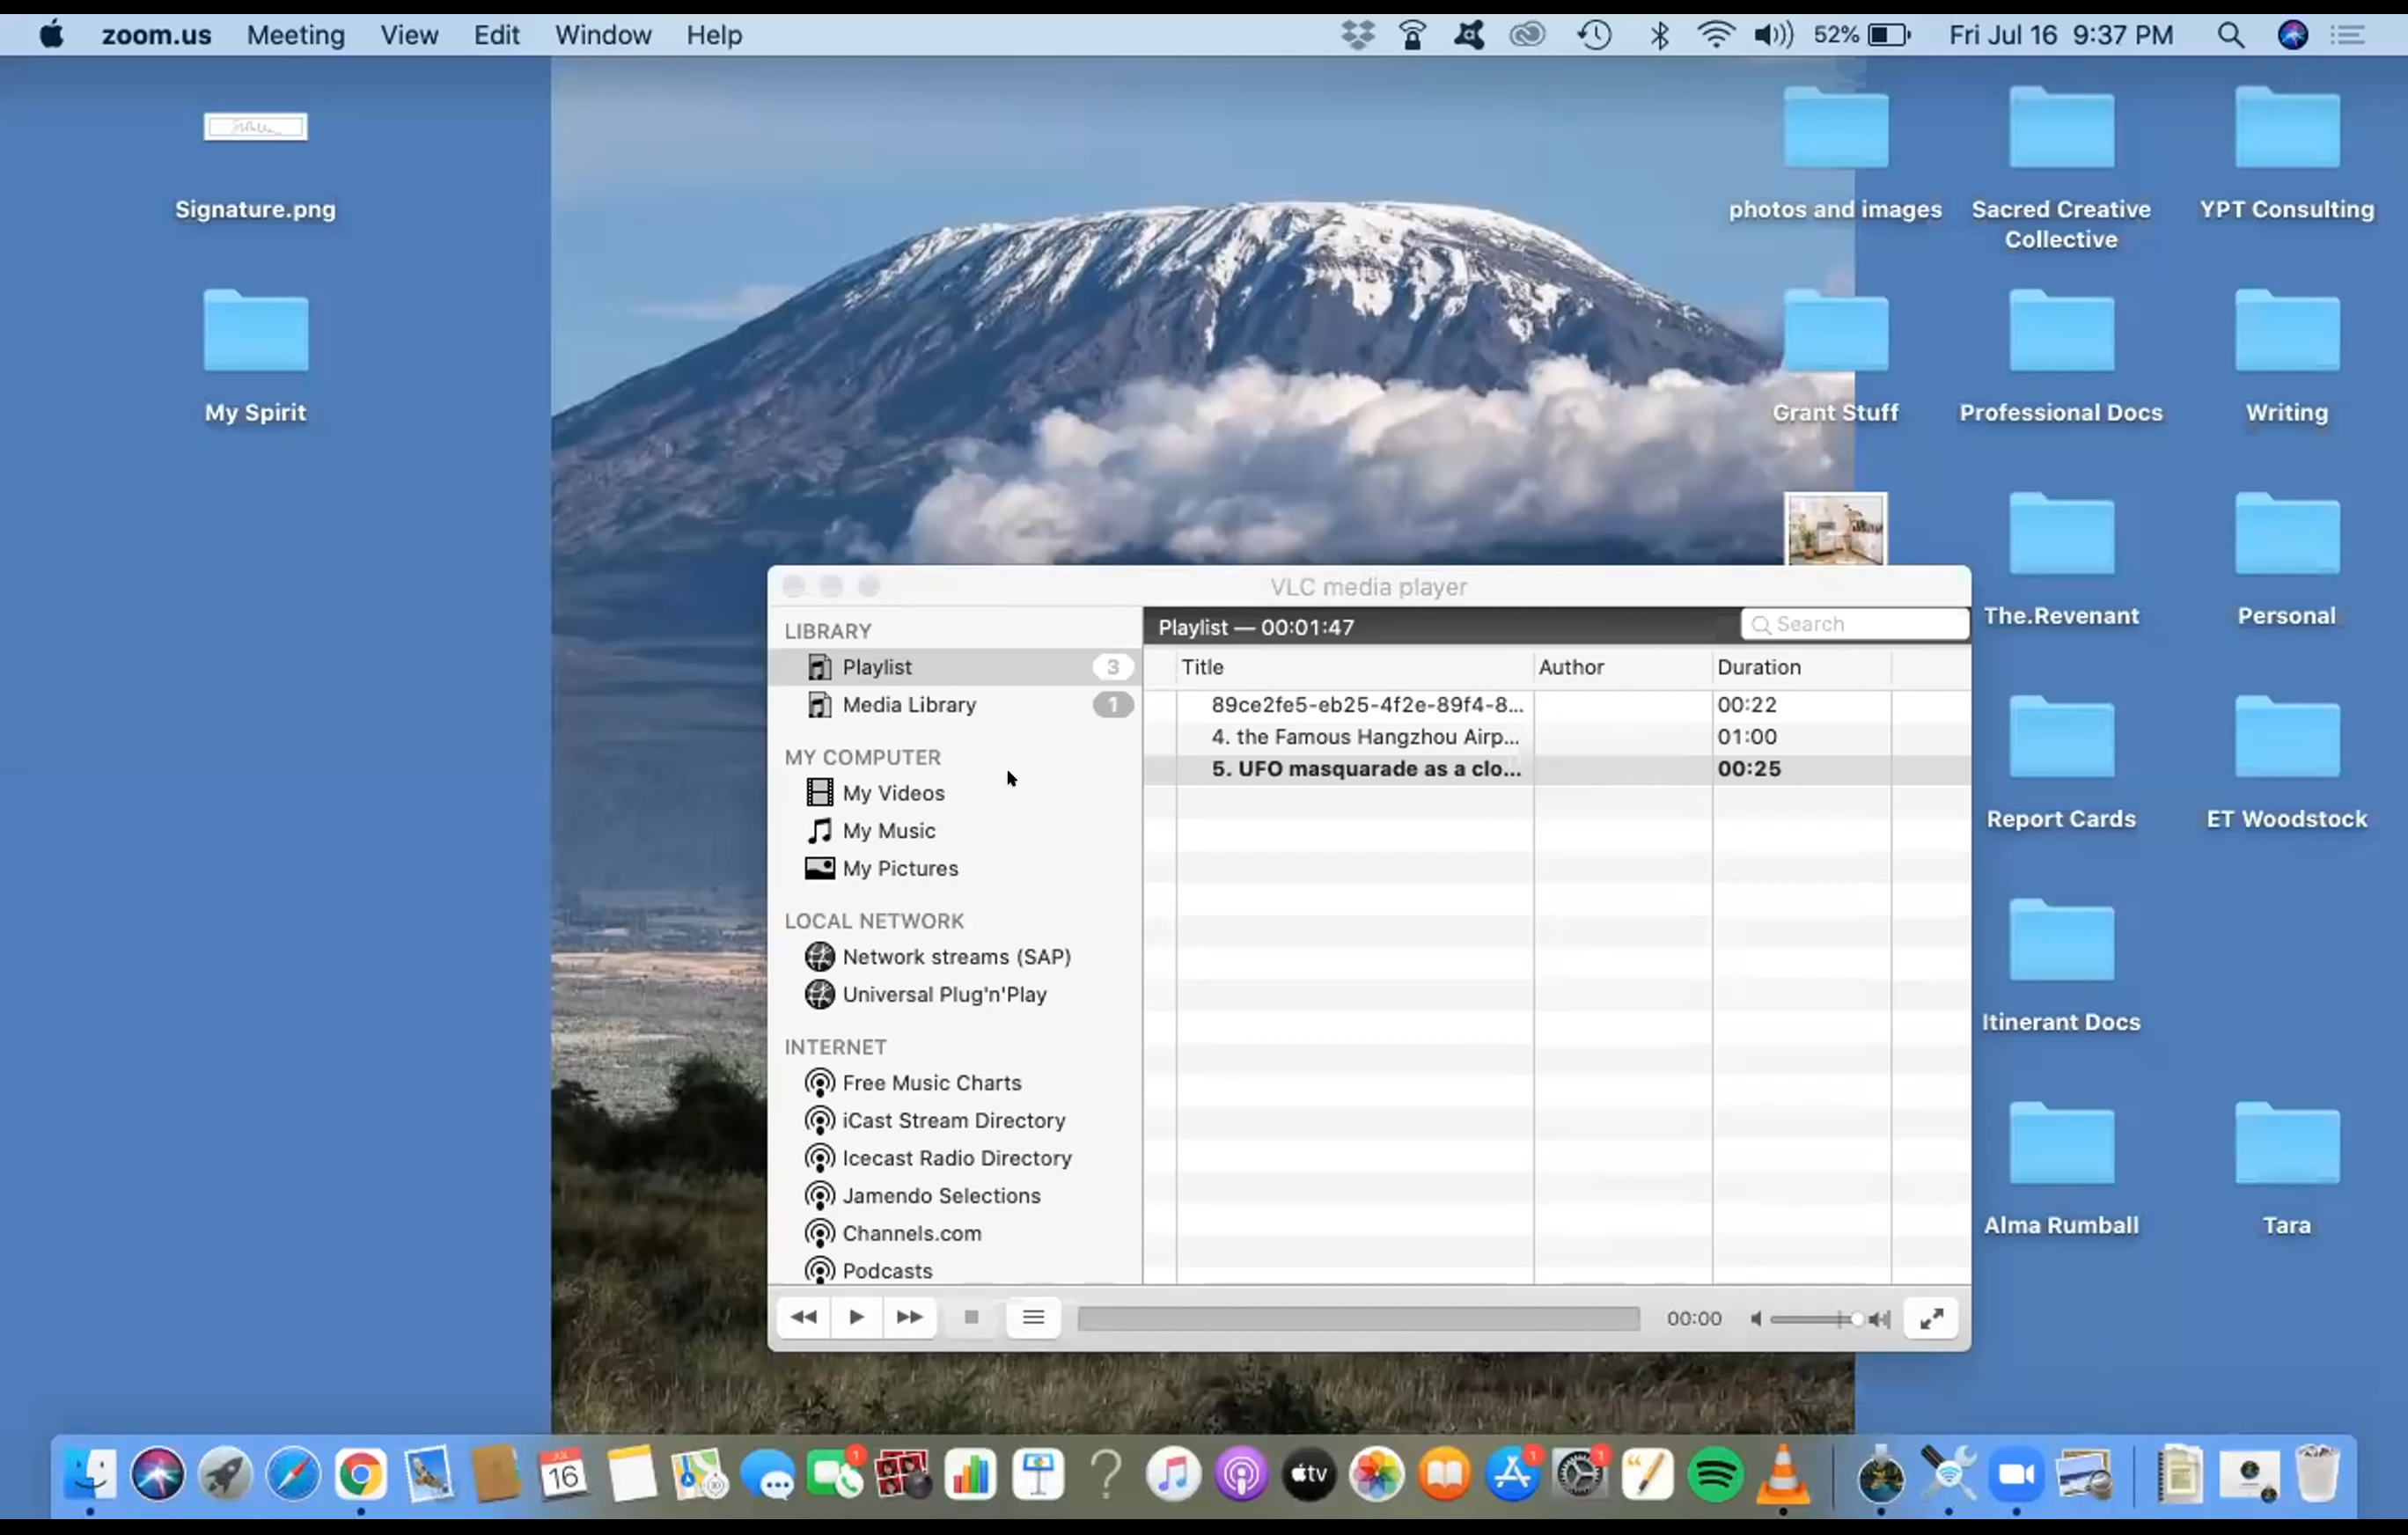 zoom.us Meeting View Edit Window Help 52% Fri Jul 16 9:37 PM
Signature.png
photos and images
Sacred Creative
Collective
YPT Consulting
My Spirit
Grant Stuff
Professional Docs
Writing
The.Revenant
Personal
Report Cards
ET Woodstock
Itinerant Docs
Alma Rumball
Tara
VLC media player
LIBRARY
Playlist 3
Media Library 1
MY COMPUTER
My Videos
My Music
My Pictures
LOCAL NETWORK
Network streams (SAP)
Universal Plug'n'Play
INTERNET
Free Music Charts
iCast Stream Directory
Icecast Radio Directory
Jamendo Selections
Channels.com
Podcasts
Playlist — 00:01:47 Search
Title Author Duration
89ce2fe5-eb25-4f2e-89f4-8... 00:22
4. the Famous Hangzhou Airp... 01:00
5. UFO masquarade as a clo... 00:25
00:00
JUL
16
1
tv
1
1